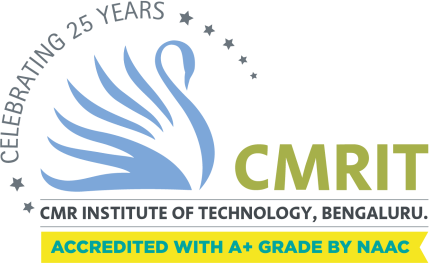 CELEBRATING 25 YEARS
CMRIT
CMR INSTITUTE OF TECHNOLOGY, BENGALURU.
ACCREDITED WITH A+ GRADE BY NAAC